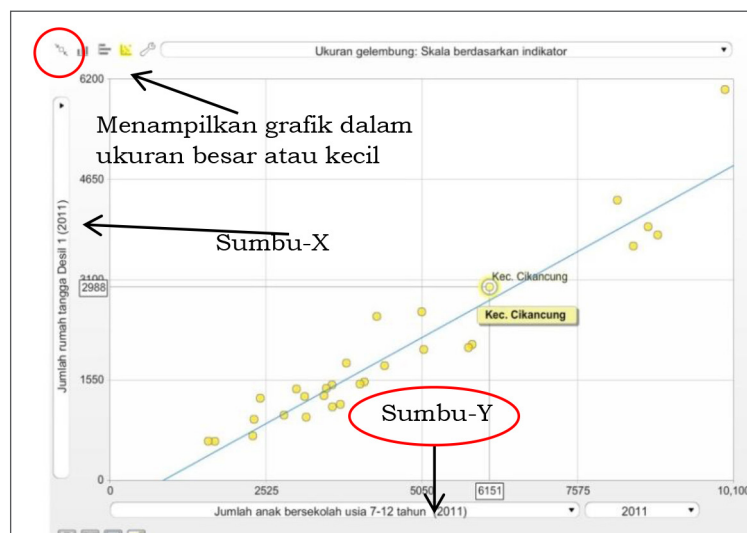 Ukuran gelembung: Skala berdasarkan indikator
6200
Menampilkan grafik dalam
ukuran besar atau kecil
4650
Sumbu-X
Jumlah rumah tangga Desil 1 (2011)
3100
2988
Kec. Cikancung
Kec. Cikancung
1550
Sumbu-Y
0
0
2525
5050
6151
7575
10,100
Jumlah anak bersekolah usia 7-12 tahun (2011)
2011